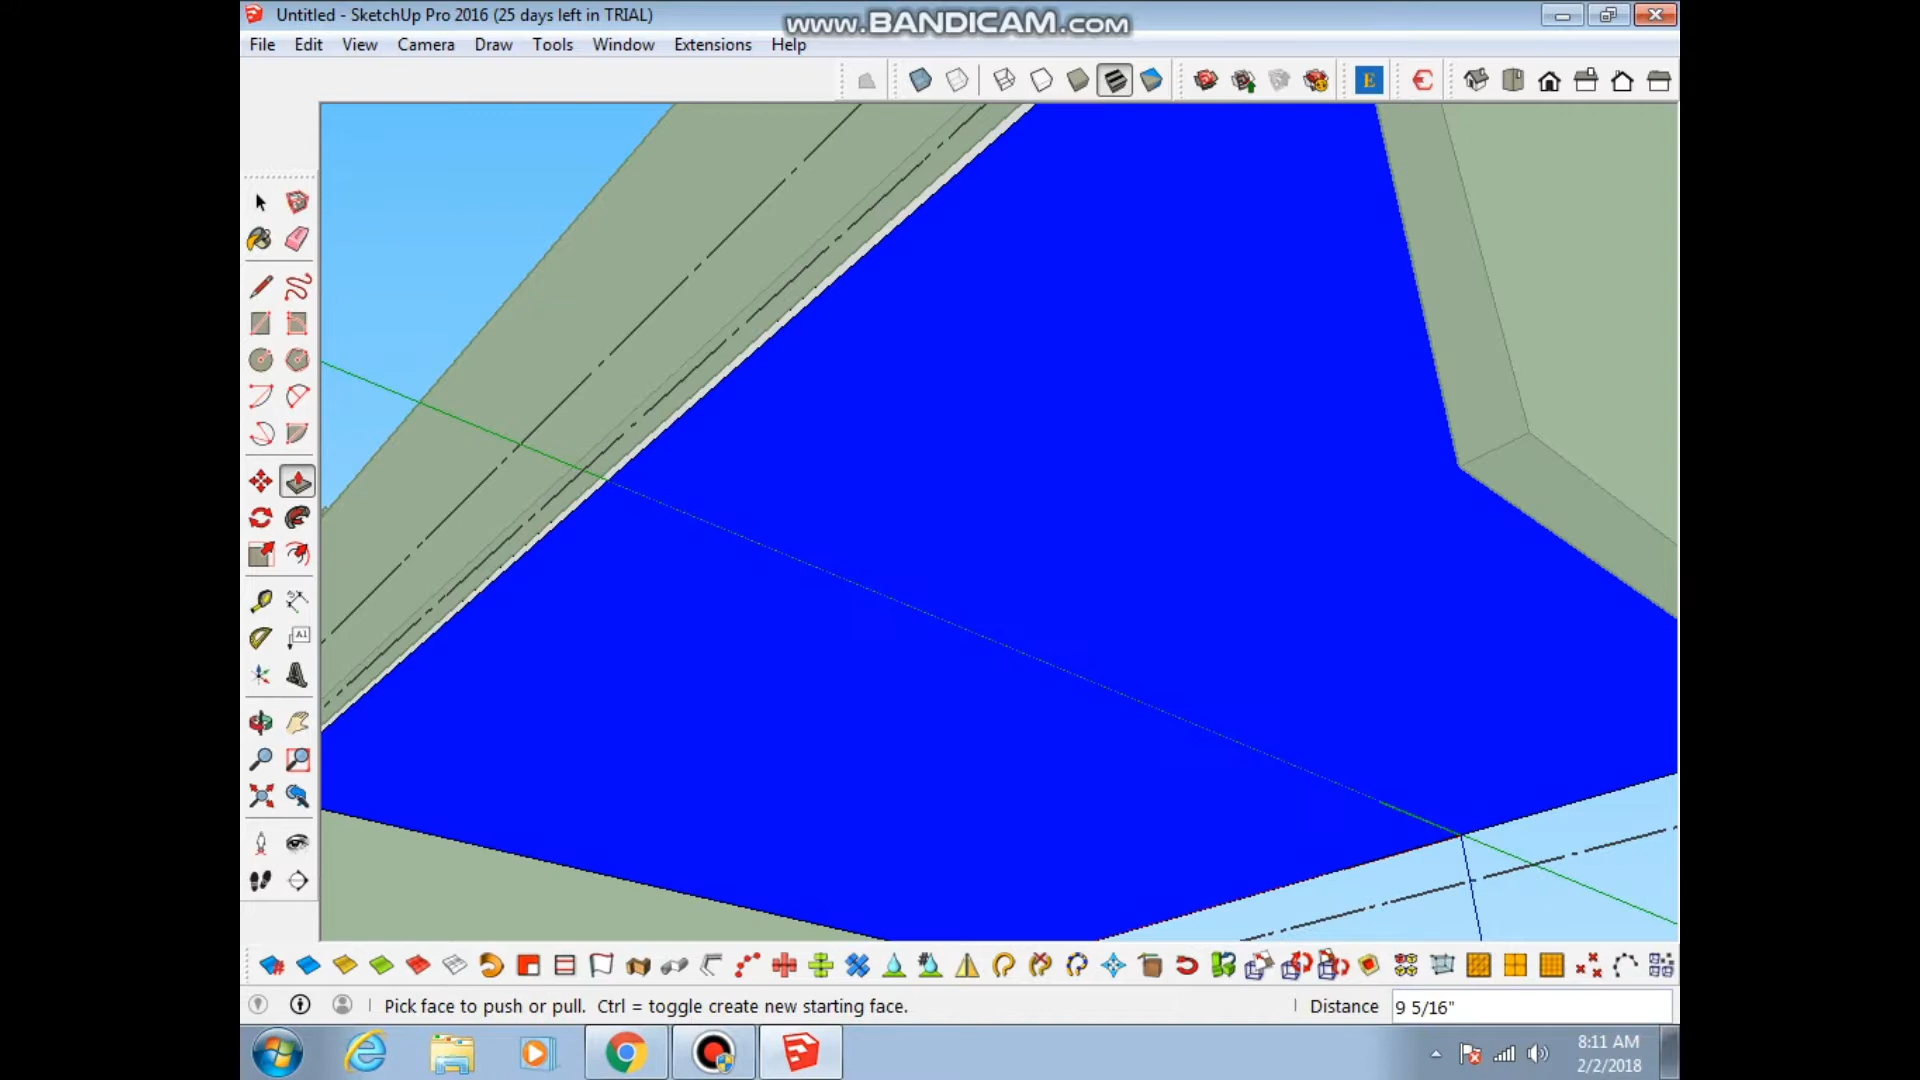 Untitled - SketchUp Pro 2016 (25 days left in TRIAL)
www.BANDICAM.com
File Edit View Camera Draw Tools Window Extensions Help
E
A1
Pick face to push or pull. Ctrl = toggle create new starting face.
Distance 9 5/16"
8:11 AM
2/2/2018